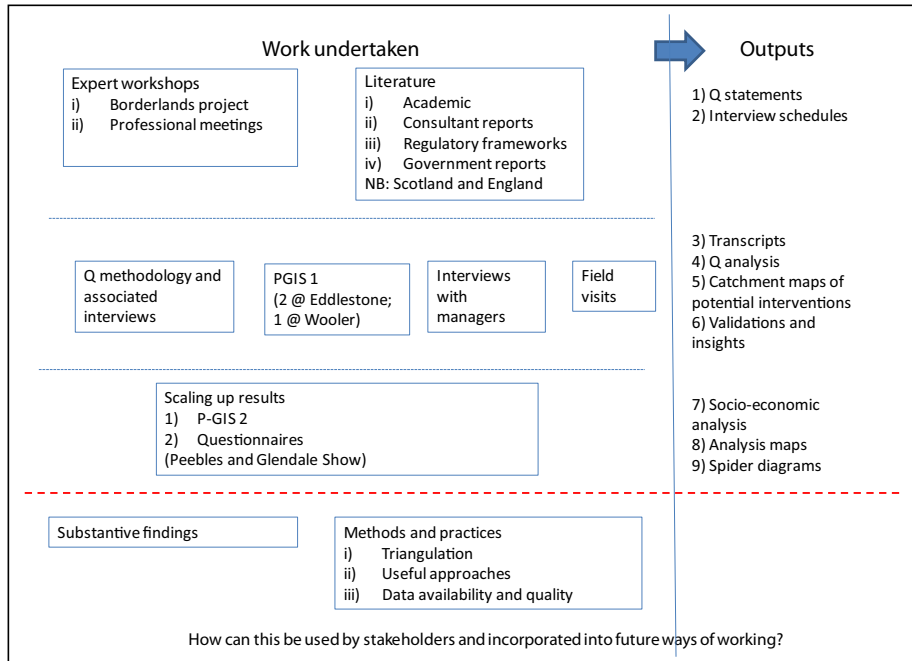 Work undertaken
Outputs
Expert workshops
i) Borderlands project
ii) Professional meetings
Literature
i) Academic
ii) Consultant reports
iii) Regulatory frameworks
iv) Government reports
NB: Scotland and England
1) Q statements
2) Interview schedules
Q methodology and
associated
interviews
PGIS 1
(2 @ Eddlestone;
1 @ Wooler)
Interviews
with
managers
Field
visits
3) Transcripts
4) Q analysis
5) Catchment maps of
potential interventions
6) Validations and
insights
Scaling up results
1) P-GIS 2
2) Questionnaires
(Peebles and Glendale Show)
7) Socio-economic
analysis
8) Analysis maps
9) Spider diagrams
Substantive findings
Methods and practices
i) Triangulation
ii) Useful approaches
iii) Data availability and quality
How can this be used by stakeholders and incorporated into future ways of working?